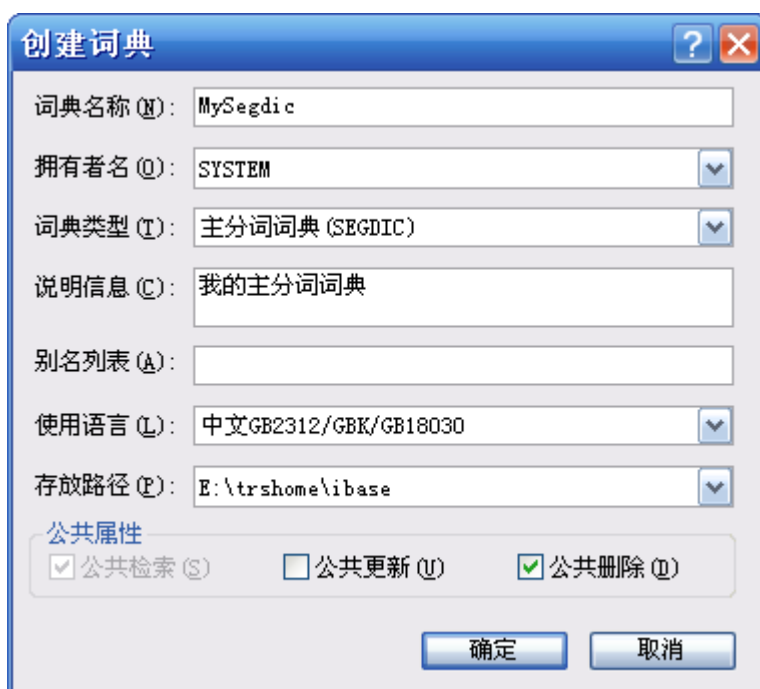 创建词典
词典名称(N): MySegdic
拥有者名(O): SYSTEM
词典类型(T): 主分词词典(SEGDIC)
说明信息(C): 我的主分词词典
别名列表(A):
使用语言(L): 中文GB2312/GBK/GB18030
存放路径(P): E:\trshome\ibase
公共属性
公共检索(S) 公共更新(U) 公共删除(D)
确定 取消